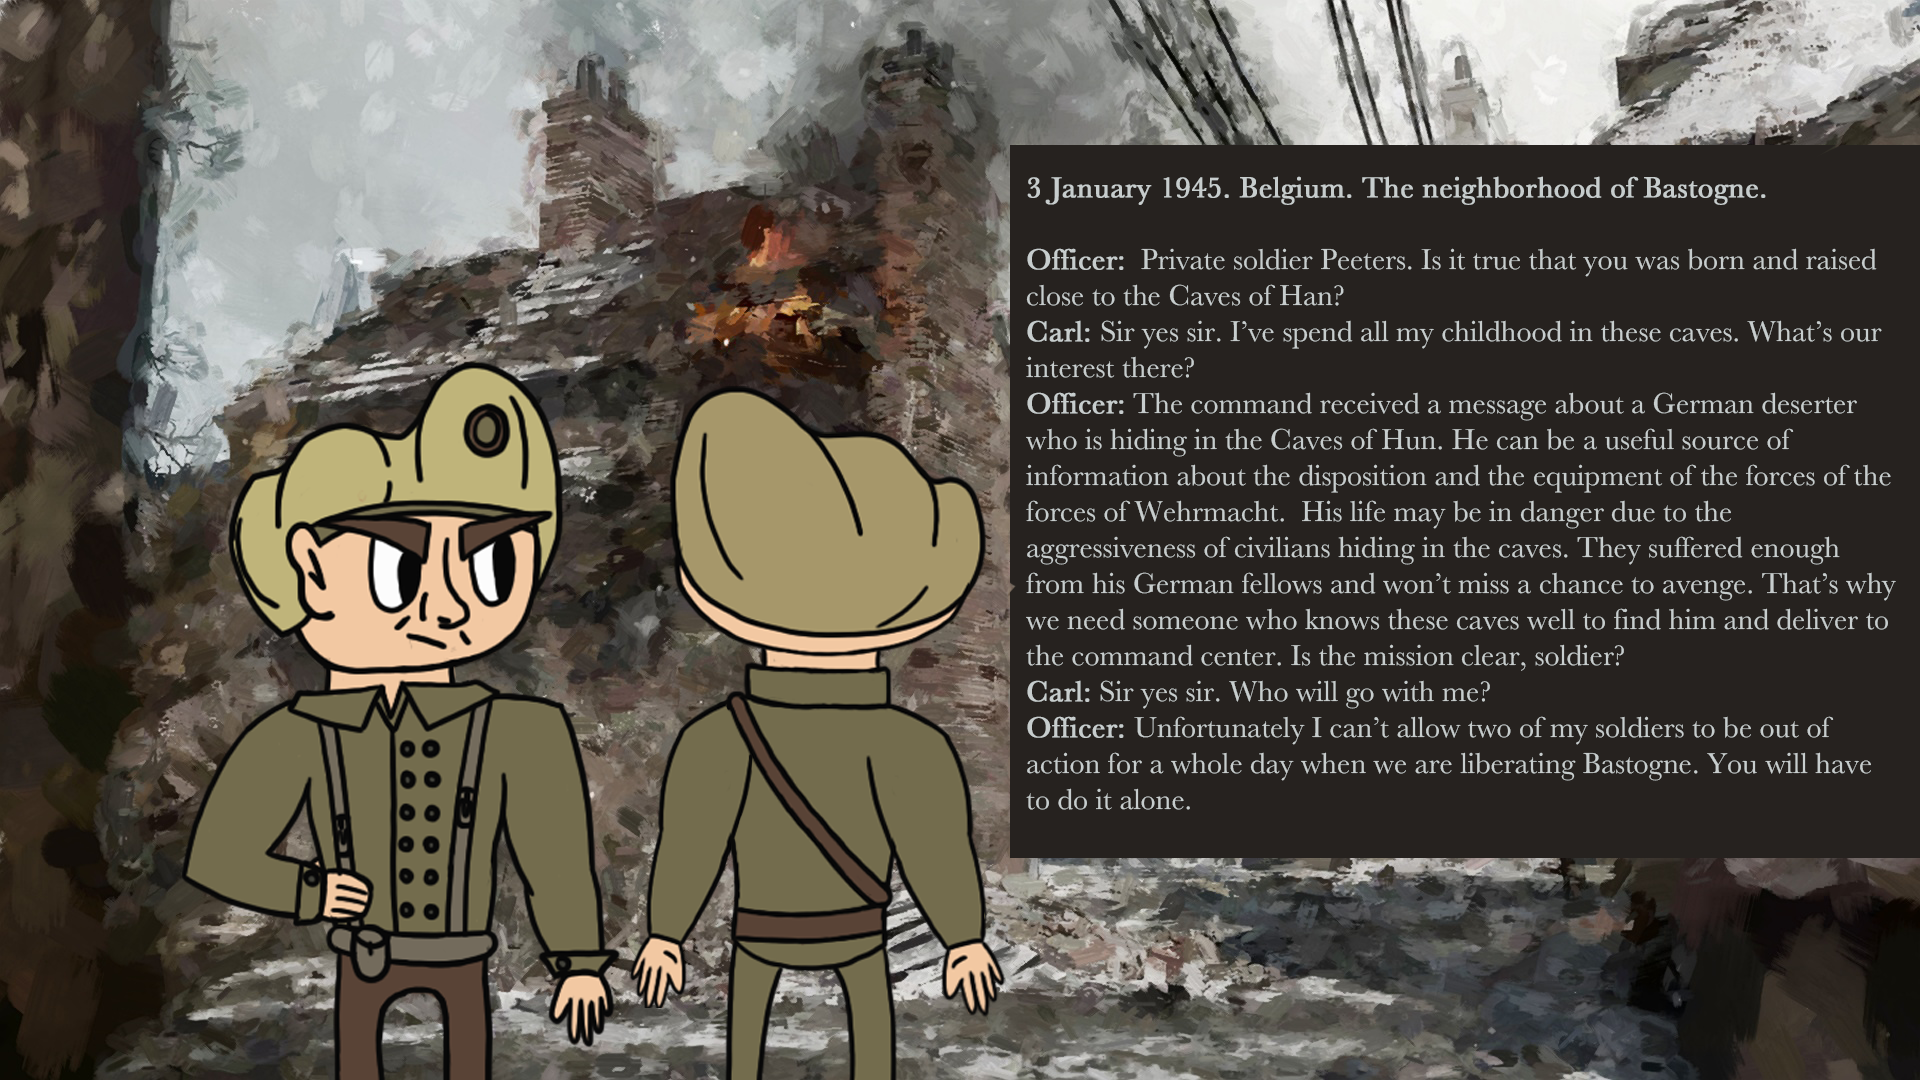 3 January 1945. Belgium. The neighborhood of Bastogne.
Officer:  Private soldier Peeters. Is it true that you was born and raised
close to the Caves of Han?
Carl: Sir yes sir. I’ve spend all my childhood in these caves. What’s our
interest there?
Officer: The command received a message about a German deserter
who is hiding in the Caves of Hun. He can be a useful source of
information about the disposition and the equipment of the forces of the
forces of Wehrmacht.  His life may be in danger due to the
aggressiveness of civilians hiding in the caves. They suffered enough
from his German fellows and won’t miss a chance to avenge. That’s why
we need someone who knows these caves well to find him and deliver to
the command center. Is the mission clear, soldier?
Carl: Sir yes sir. Who will go with me?
Officer: Unfortunately I can’t allow two of my soldiers to be out of
action for a whole day when we are liberating Bastogne. You will have
to do it alone.